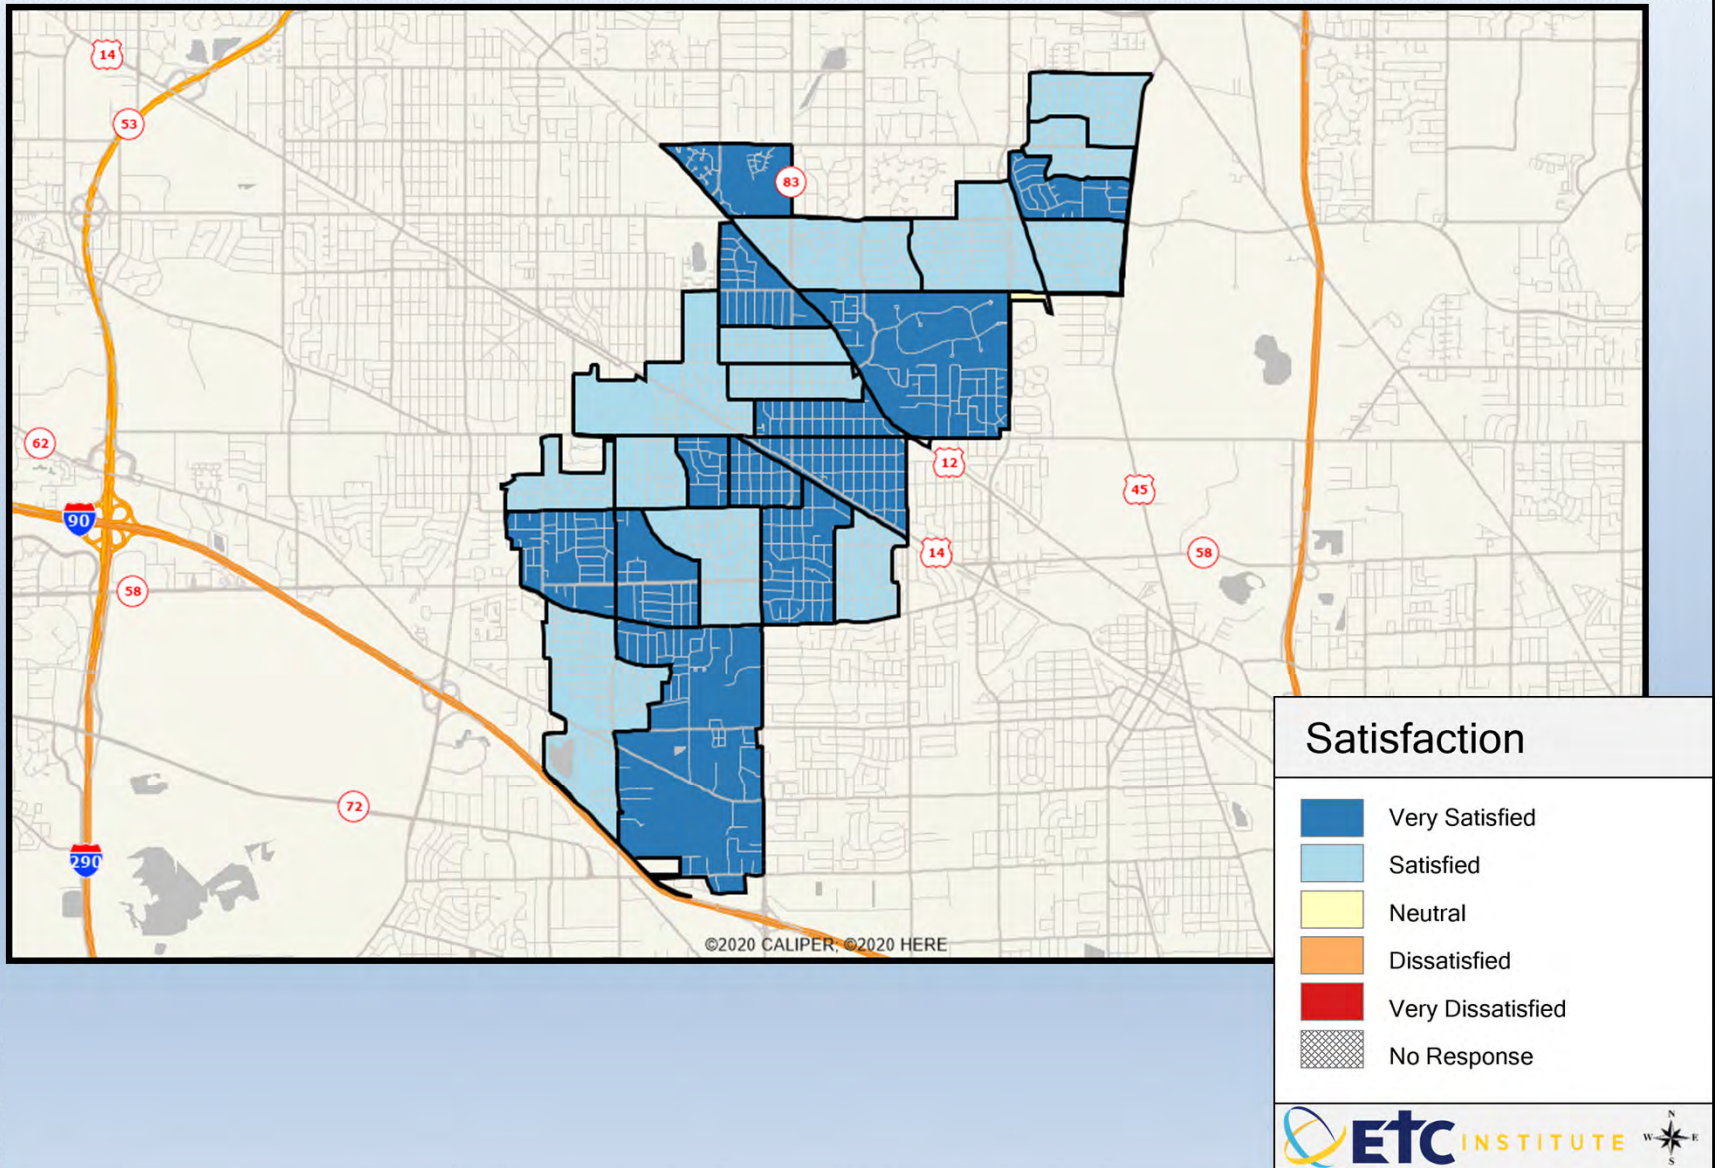 14
53
83
62
12
45
90
14
58
58
72
290
©2020 CALIPER; ©2020 HERE
Satisfaction
Very Satisfied
Satisfied
Neutral
Dissatisfied
Very Dissatisfied
No Response
ETC INSTITUTE
N
W E
S